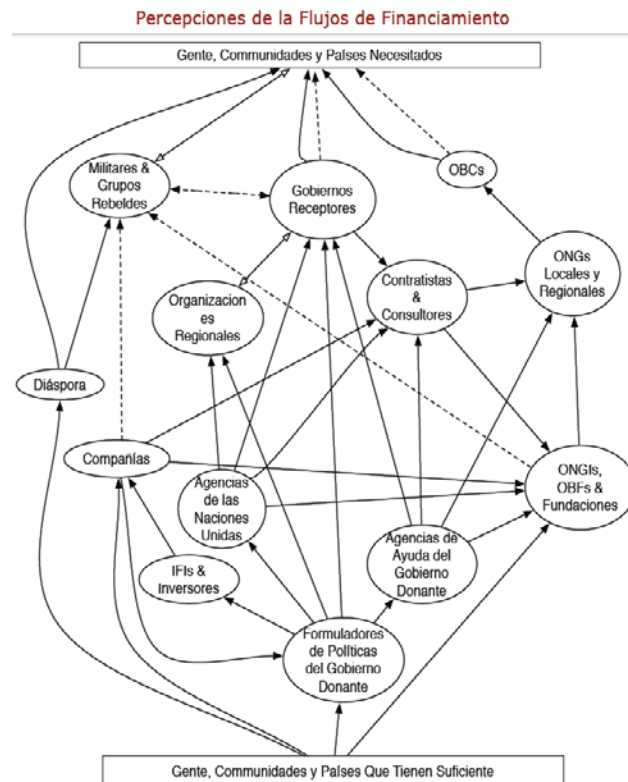 Percepciones de la Flujos de Financiamiento
Gente, Communidades y Países Necesitados
Militares &
Grupos
Rebeldes
Gobiernos
Receptores
OBCs
Organizacion
es
Regionales
Contratistas
&
Consultores
ONGs
Locales y
Regionales
Diáspora
Compañías
Agencias
de las
Naciones
Unidas
ONGIs,
OBFs &
Fundaciones
IFIs &
Inversores
Agencias de
Ayuda del
Gobierno
Donante
Formuladores
de Políticas
del Gobierno
Donante
Gente, Communidades y Países Que Tienen Suficiente